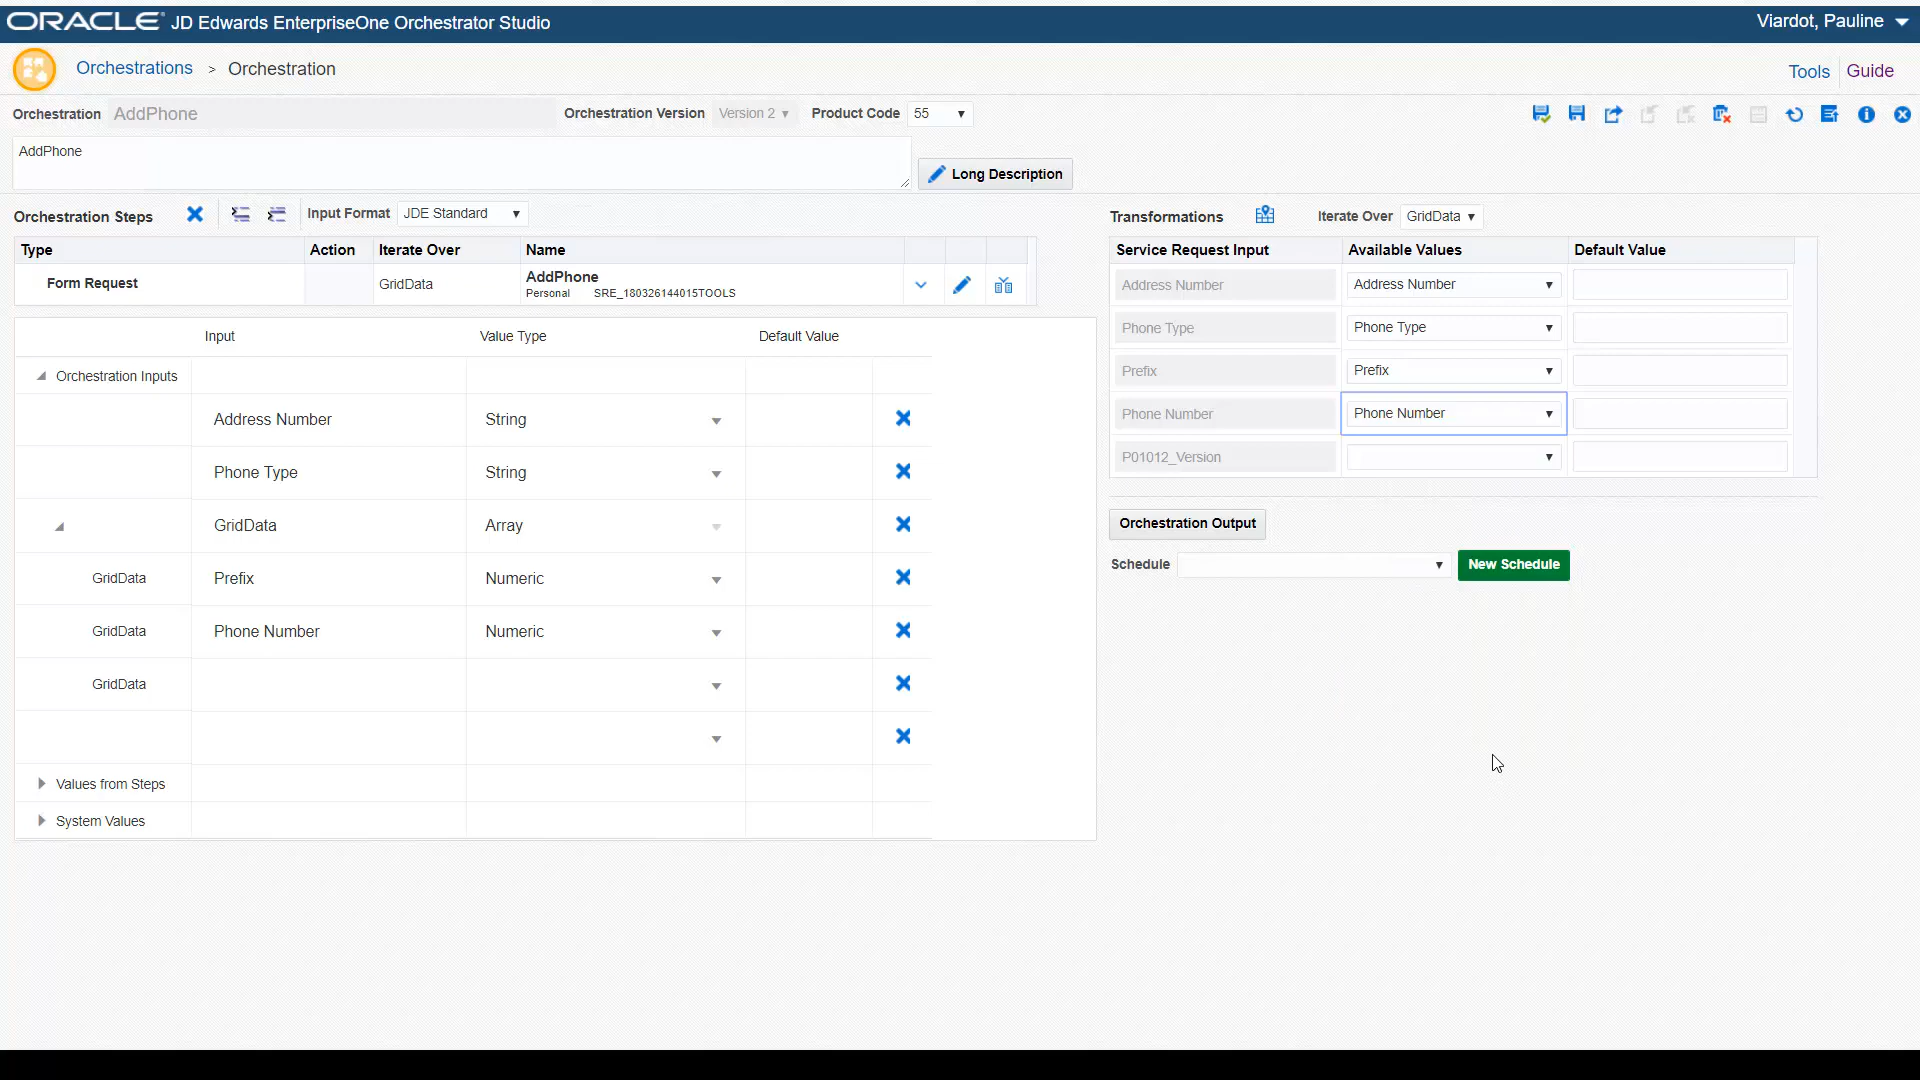 ORACLE JD Edwards EnterpriseOne Orchestrator Studio
Viardot, Pauline
Orchestrations > Orchestration
Tools Guide
Orchestration AddPhone Orchestration Version Version 2 Product Code 55
AddPhone
Long Description
Orchestration Steps Input Format JDE Standard
Transformations Iterate Over GridData
Type Action Iterate Over Name
Form Request GridData AddPhone
Personal SRE_180326144015TOOLS
Service Request Input Available Values Default Value
Address Number Address Number
Phone Type Phone Type
Prefix Prefix
Phone Number Phone Number
P01012_Version
Input Value Type Default Value
Orchestration Inputs
Address Number String
Phone Type String
GridData Array
GridData Prefix Numeric
GridData Phone Number Numeric
GridData
Values from Steps
System Values
Orchestration Output
Schedule New Schedule